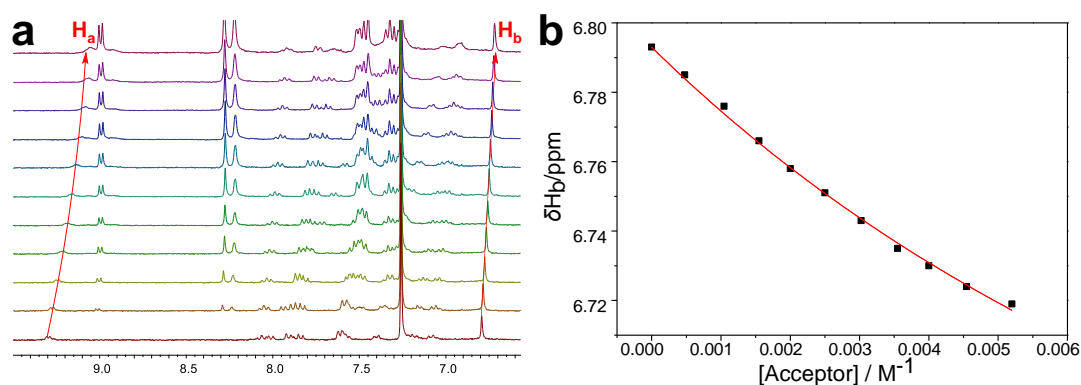 a
Hₐ
H_b
9.0 8.5 8.0 7.5 7.0
b
6.80
6.78
6.76
6.74
6.72
δH_b/ppm
0.000 0.001 0.002 0.003 0.004 0.005 0.006
[Acceptor] / M⁻¹